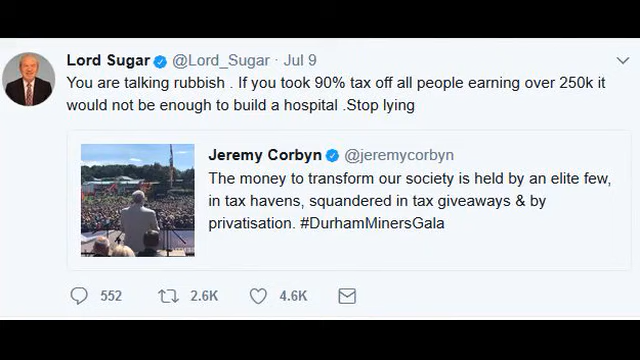 Lord Sugar @Lord_Sugar · Jul 9
You are talking rubbish . If you took 90% tax off all people earning over 250k it
would not be enough to build a hospital .Stop lying
Jeremy Corbyn @jeremycorbyn
The money to transform our society is held by an elite few,
in tax havens, squandered in tax giveaways & by
privatisation. #DurhamMinersGala
552 2.6K 4.6K